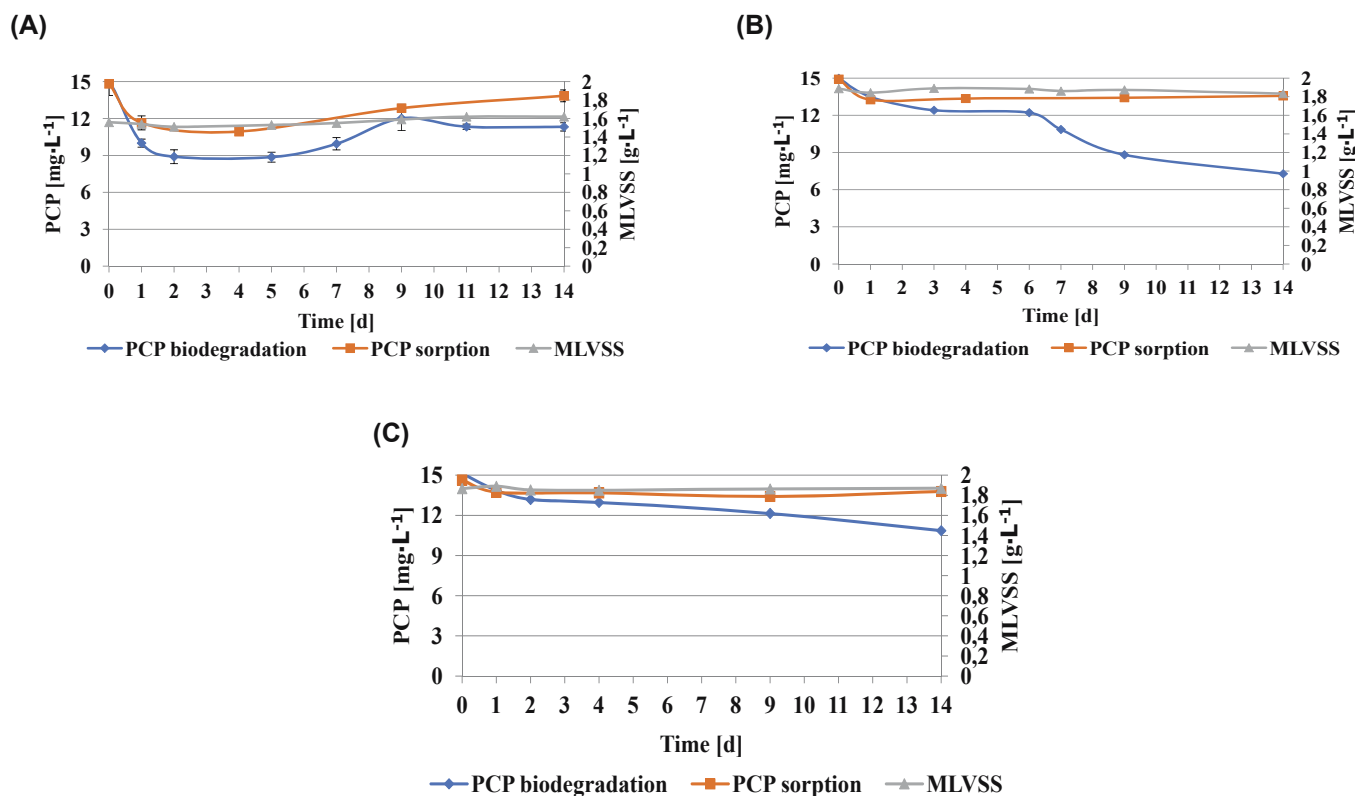 (A)
15
12
9
6
3
0
PCP [mg·L⁻¹]
2
1,8
1,6
1,4
1,2
1
0,8
0,6
0,4
0,2
0
MLVSS [g·L⁻¹]
0 1 2 3 4 5 6 7 8 9 10 11 12 13 14
Time [d]
PCP biodegradation PCP sorption MLVSS
(B)
15
12
9
6
3
0
PCP [mg·L⁻¹]
2
1,8
1,6
1,4
1,2
1
0,8
0,6
0,4
0,2
0
MLVSS [g·L⁻¹]
0 1 2 3 4 5 6 7 8 9 10 11 12 13 14
Time [d]
PCP biodegradation PCP sorption MLVSS
(C)
15
12
9
6
3
0
PCP [mg·L⁻¹]
2
1,8
1,6
1,4
1,2
1
0,8
0,6
0,4
0,2
0
MLVSS [g·L⁻¹]
0 1 2 3 4 5 6 7 8 9 10 11 12 13 14
Time [d]
PCP biodegradation PCP sorption MLVSS